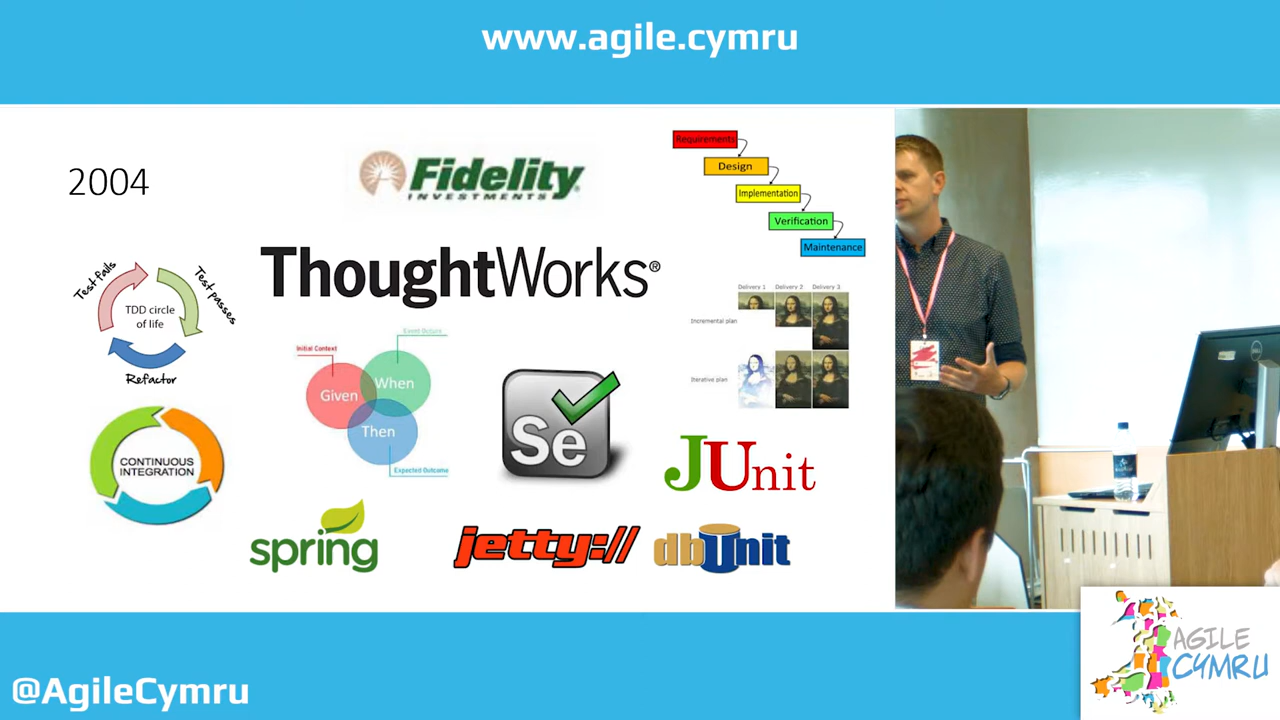 www.agile.cymru
2004
Fidelity
INVESTMENTS
ThoughtWorks®
Requirements
Design
Implementation
Verification
Maintenance
Test fails
Test passes
TDD circle
of life
Refactor
Delivery 1 Delivery 2 Delivery 3
Incremental plan
Iterative plan
Initial Context
Event Occurs
Given
When
Then
Expected Outcome
Se
CONTINUOUS
INTEGRATION
JUnit
spring
jetty://
dbUnit
DELL
@AgileCymru
AGILE
CYMRU